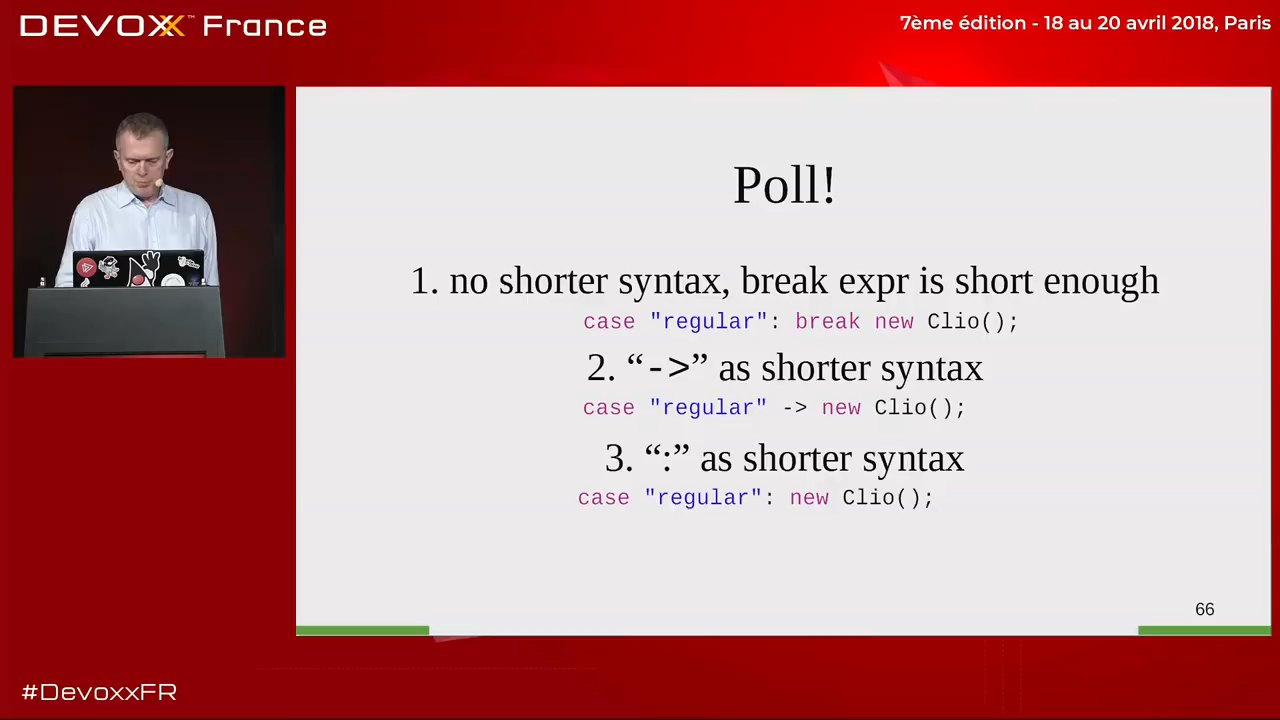 DEVOXX™ France
7ème édition - 18 au 20 avril 2018, Paris
Poll!
1. no shorter syntax, break expr is short enough
case "regular": break new Clio();
2. “->” as shorter syntax
case "regular" -> new Clio();
3. “:” as shorter syntax
case "regular": new Clio();
66
#DevoxxFR